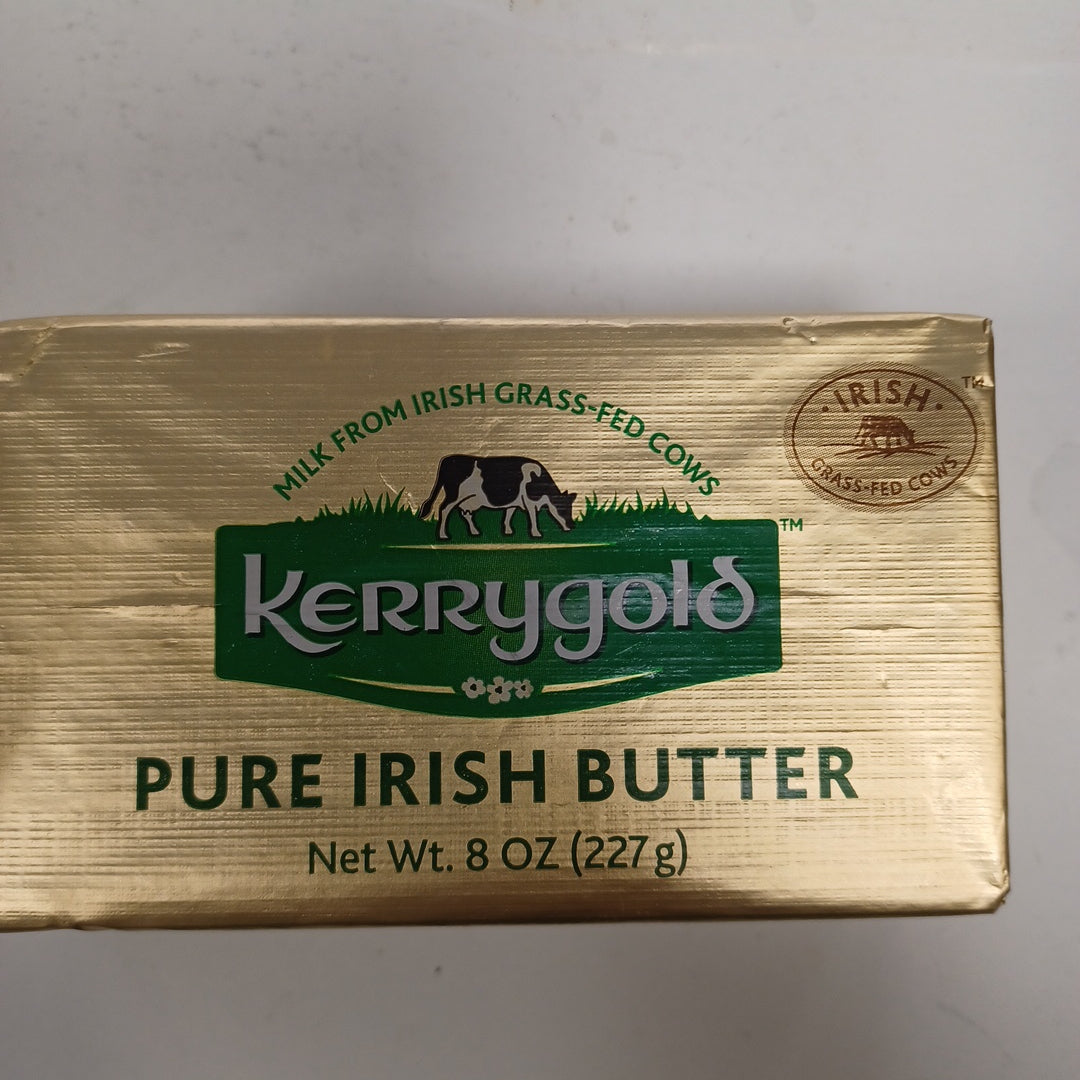 MILK FROM IRISH GRASS-FED COWS
· IRISH · TM
GRASS-FED COWS
Kerrygold TM
PURE IRISH BUTTER
Net Wt. 8 OZ (227 g)